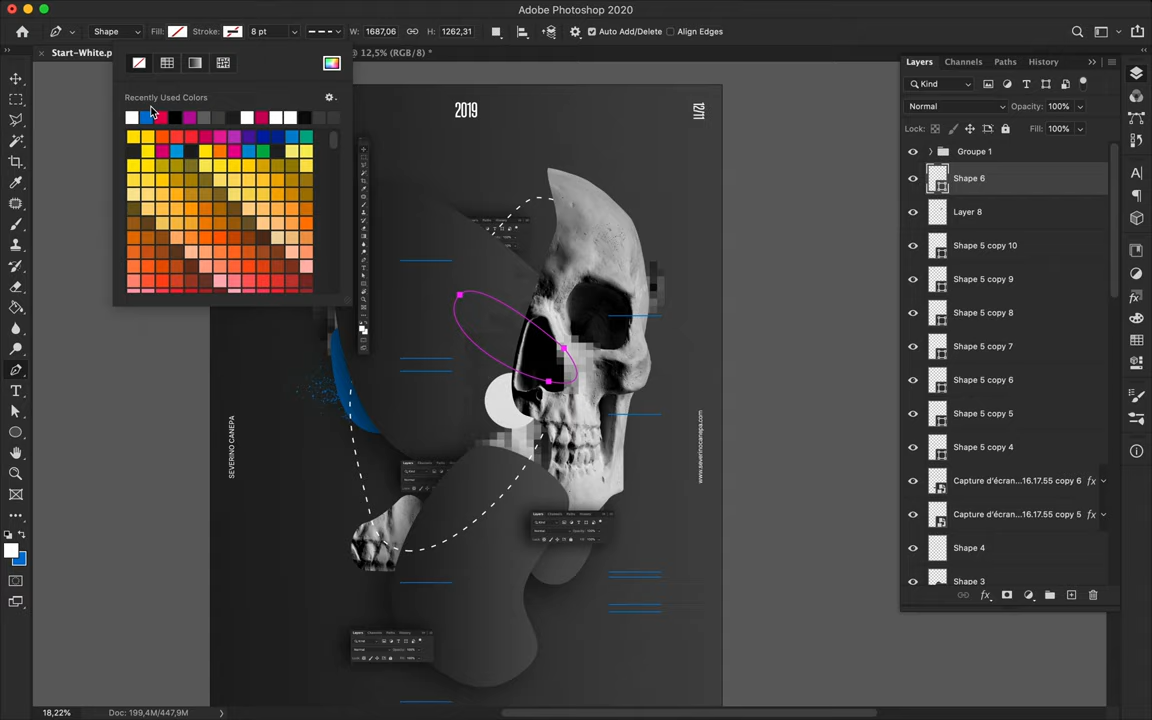 Adobe Photoshop 2020
Shape
Fill:
Stroke:
8 pt
W: 1687,06
H: 1262,31
Auto Add/Delete
Align Edges
Start-White.p
@ 12,5% (RGB/8) *
Recently Used Colors
2019
SEVERINO CANEPA
www.severinocanepa.com
Layers
Channels
Paths
History
Kind
Normal
Opacity: 100%
Lock:
Fill: 100%
Groupe 1
Shape 6
Layer 8
Shape 5 copy 10
Shape 5 copy 9
Shape 5 copy 8
Shape 5 copy 7
Shape 5 copy 6
Shape 5 copy 5
Shape 5 copy 4
Capture d'écran...16.17.55 copy 6
fx
Capture d'écran...16.17.55 copy 5
fx
Shape 4
Shape 3
18,22%
Doc: 199,4M/447,9M